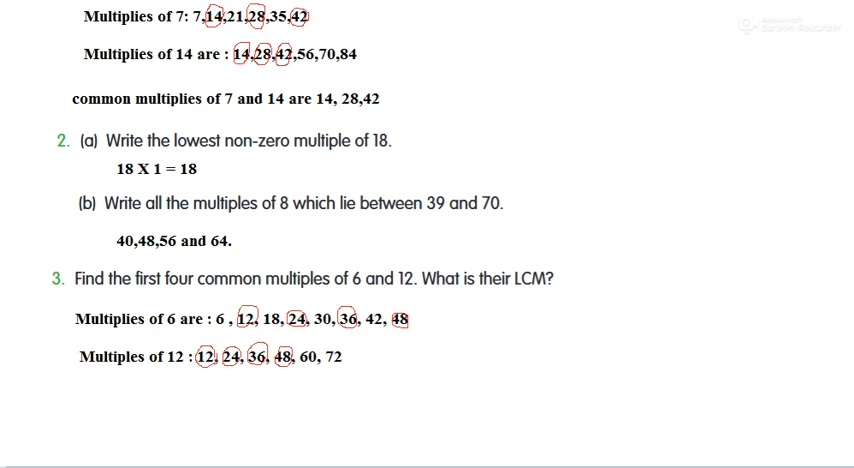 Multiples of 7: 7,14,21,28,35,42
Multiples of 14 are : 14,28,42,56,70,84
common multiples of 7 and 14 are 14, 28,42
2. (a) Write the lowest non-zero multiple of 18.
18 X 1 = 18
(b) Write all the multiples of 8 which lie between 39 and 70.
40,48,56 and 64.
3. Find the first four common multiples of 6 and 12. What is their LCM?
Multiples of 6 are : 6 , 12, 18, 24, 30, 36, 42, 48
Multiples of 12 : 12, 24, 36, 48, 60, 72